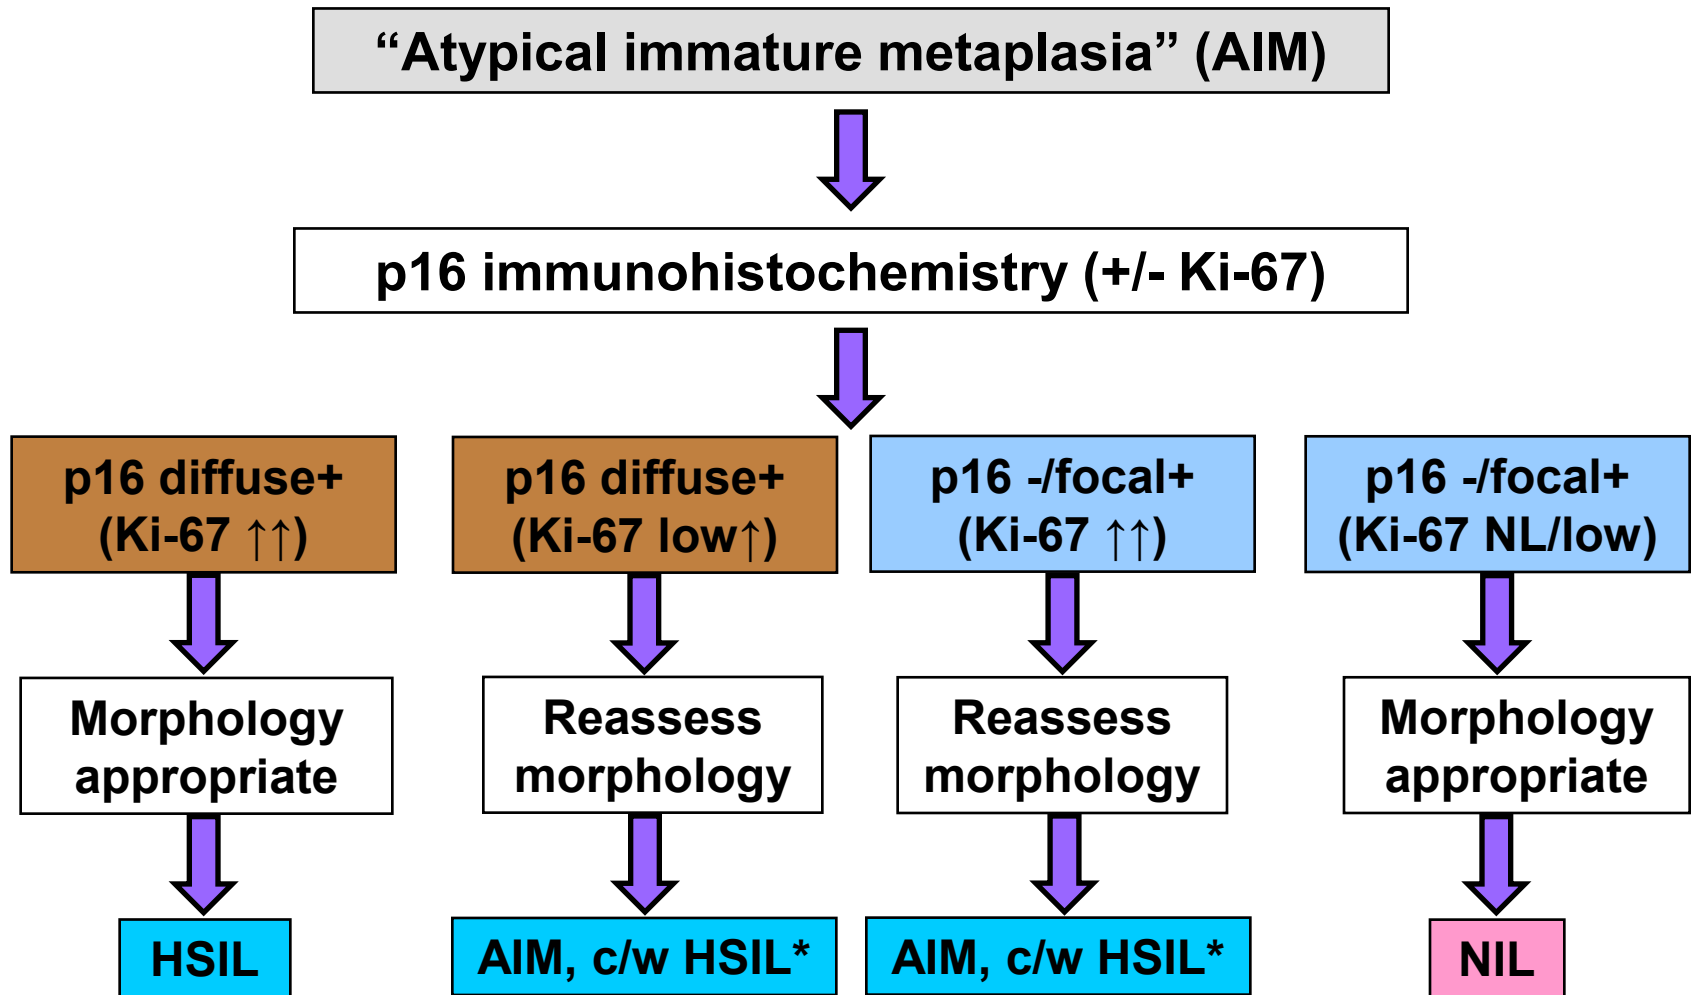 “Atypical immature metaplasia” (AIM)
p16 immunohistochemistry (+/- Ki-67)
p16 diffuse+
(Ki-67 ↑↑)
p16 diffuse+
(Ki-67 low↑)
p16 -/focal+
(Ki-67 ↑↑)
p16 -/focal+
(Ki-67 NL/low)
Morphology
appropriate
Reassess
morphology
Reassess
morphology
Morphology
appropriate
HSIL
AIM, c/w HSIL*
AIM, c/w HSIL*
NIL